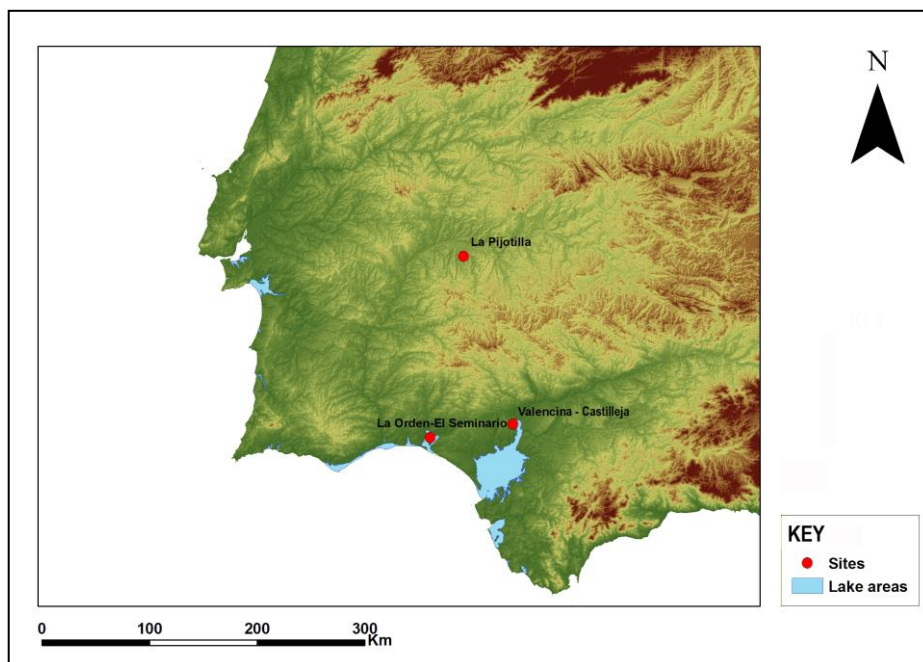 N
La Pijotilla
Valencina - Castilleja
La Orden-El Seminario
KEY
Sites
Lake areas
0 100 200 300
Km